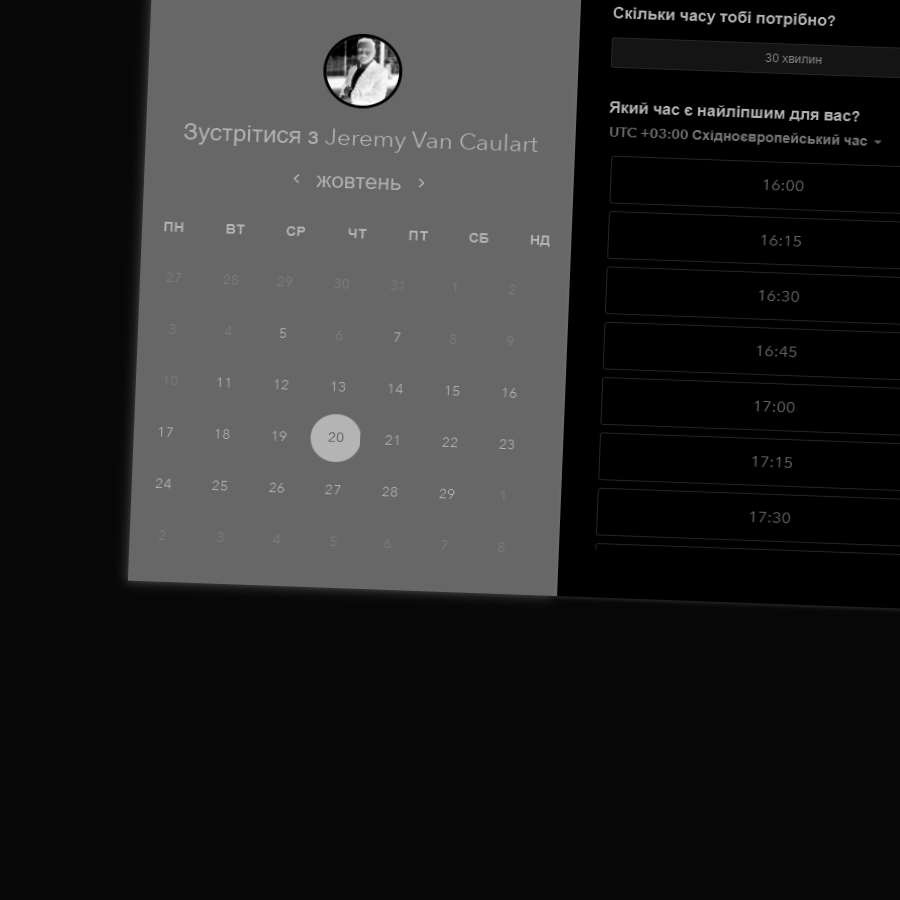 Зустрітися з Jeremy Van Caulart
жовтень
ПН ВТ СР ЧТ ПТ СБ НД
27 28 29 30 31 1 2
3 4 5 6 7 8 9
10 11 12 13 14 15 16
17 18 19 20 21 22 23
24 25 26 27 28 29 1
2 3 4 5 6 7 8
Скільки часу тобі потрібно?
30 хвилин
Який час є найліпшим для вас?
UTC +03:00 Східноєвропейський час
16:00
16:15
16:30
16:45
17:00
17:15
17:30